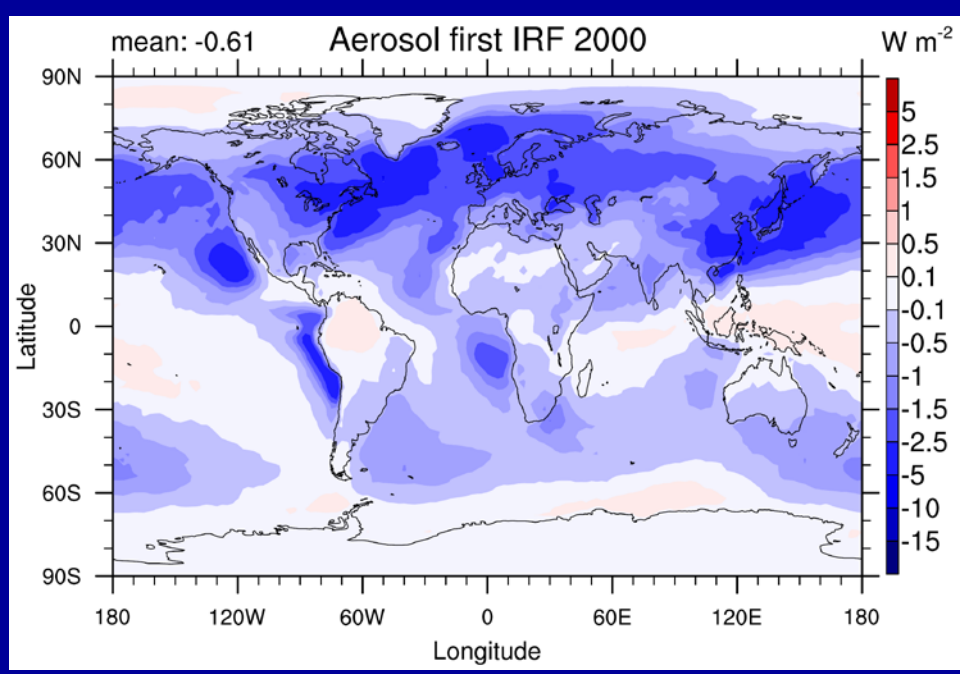 mean: -0.61 Aerosol first IRF 2000 W m-2
90N
60N
30N
0
30S
60S
90S
Latitude
180 120W 60W 0 60E 120E 180
Longitude
5
2.5
1.5
1
0.5
0.1
-0.1
-0.5
-1
-1.5
-2.5
-5
-10
-15